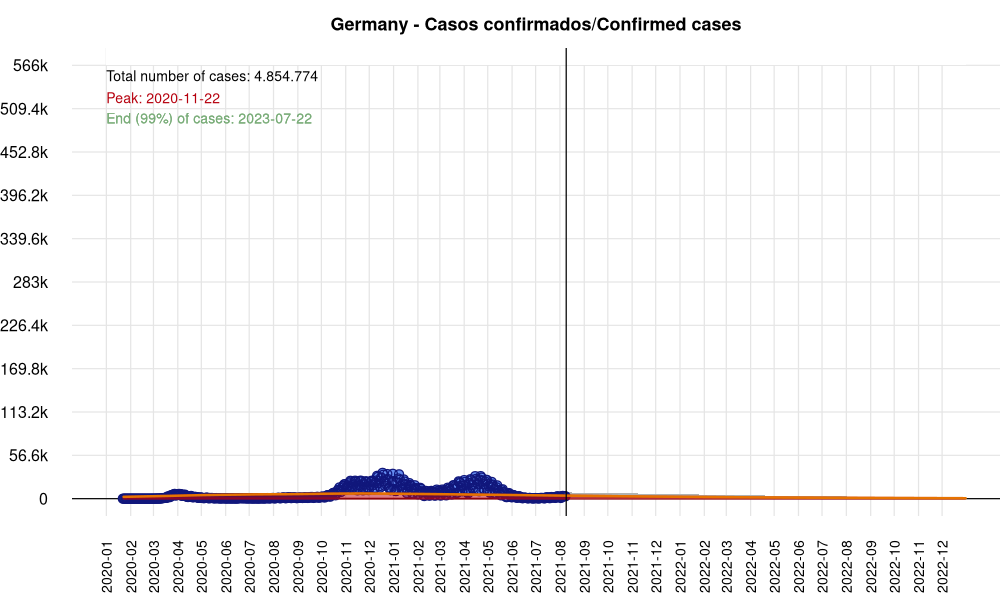 Germany - Casos confirmados/Confirmed cases
566k
Total number of cases: 4.854.774
Peak: 2020-11-22
509.4k
End (99%) of cases: 2023-07-22
452.8k
396.2k
339.6k
283k
226.4k
169.8k
113.2k
56.6k
0
2020-01
2020-02
2020-03
2020-04
2020-05
2020-06
2020-07
2020-08
2020-09
2020-10
2020-11
2020-12
2021-01
2021-02
2021-03
2021-04
2021-05
2021-06
2021-07
2021-08
2021-09
2021-10
2021-11
2021-12
2022-01
2022-02
2022-03
2022-04
2022-05
2022-06
2022-07
2022-08
2022-09
2022-10
2022-11
2022-12